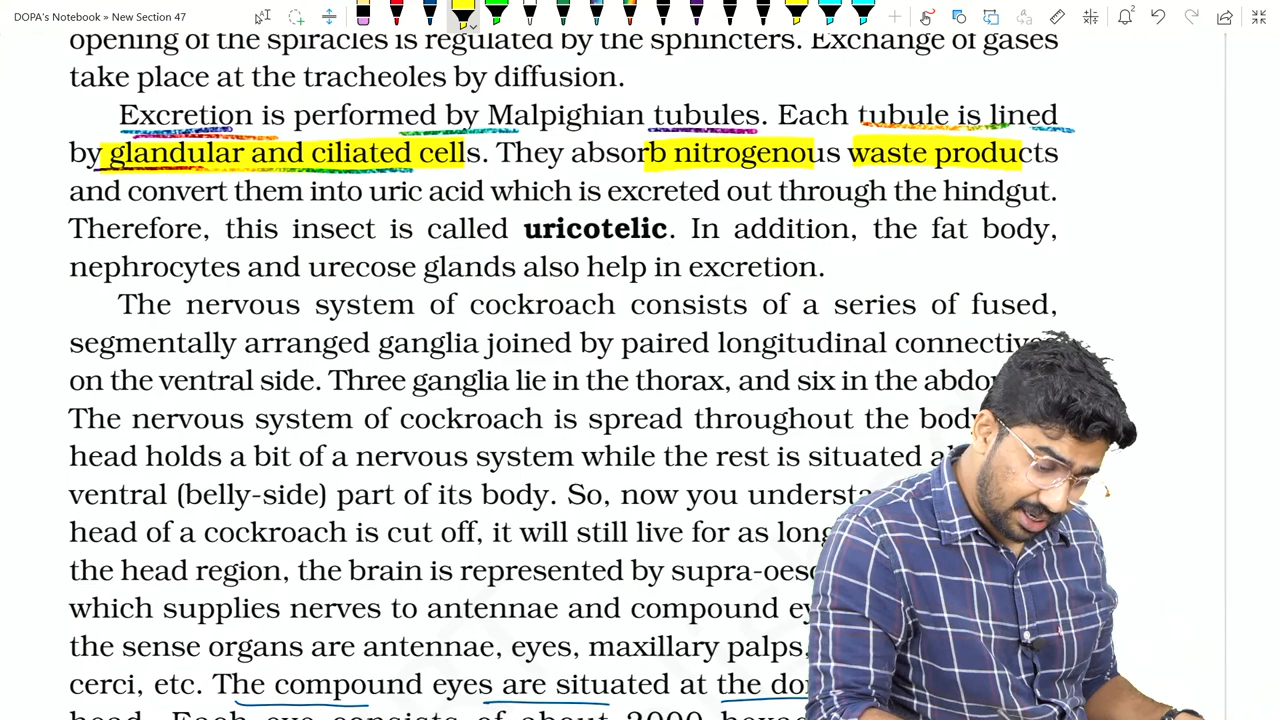 DOPA's Notebook » New Section 47
opening of the spiracles is regulated by the sphincters. Exchange of gases
take place at the tracheoles by diffusion.
Excretion is performed by Malpighian tubules. Each tubule is lined
by glandular and ciliated cells. They absorb nitrogenous waste products
and convert them into uric acid which is excreted out through the hindgut.
Therefore, this insect is called uricotelic. In addition, the fat body,
nephrocytes and urecose glands also help in excretion.
The nervous system of cockroach consists of a series of fused,
segmentally arranged ganglia joined by paired longitudinal
on the ventral side. Three ganglia lie in the thorax, and six in the
The nervous system of cockroach is spread throughout the
head holds a bit of a nervous system while the rest is situated
ventral (belly-side) part of its body. So, now you
head of a cockroach is cut off, it will still live for as
the head region, the brain is represented by
which supplies nerves to antennae and compound
the sense organs are antennae, eyes, maxillary palps,
cerci, etc. The compound eyes are situated at the
head. Each eye consists of about 2000